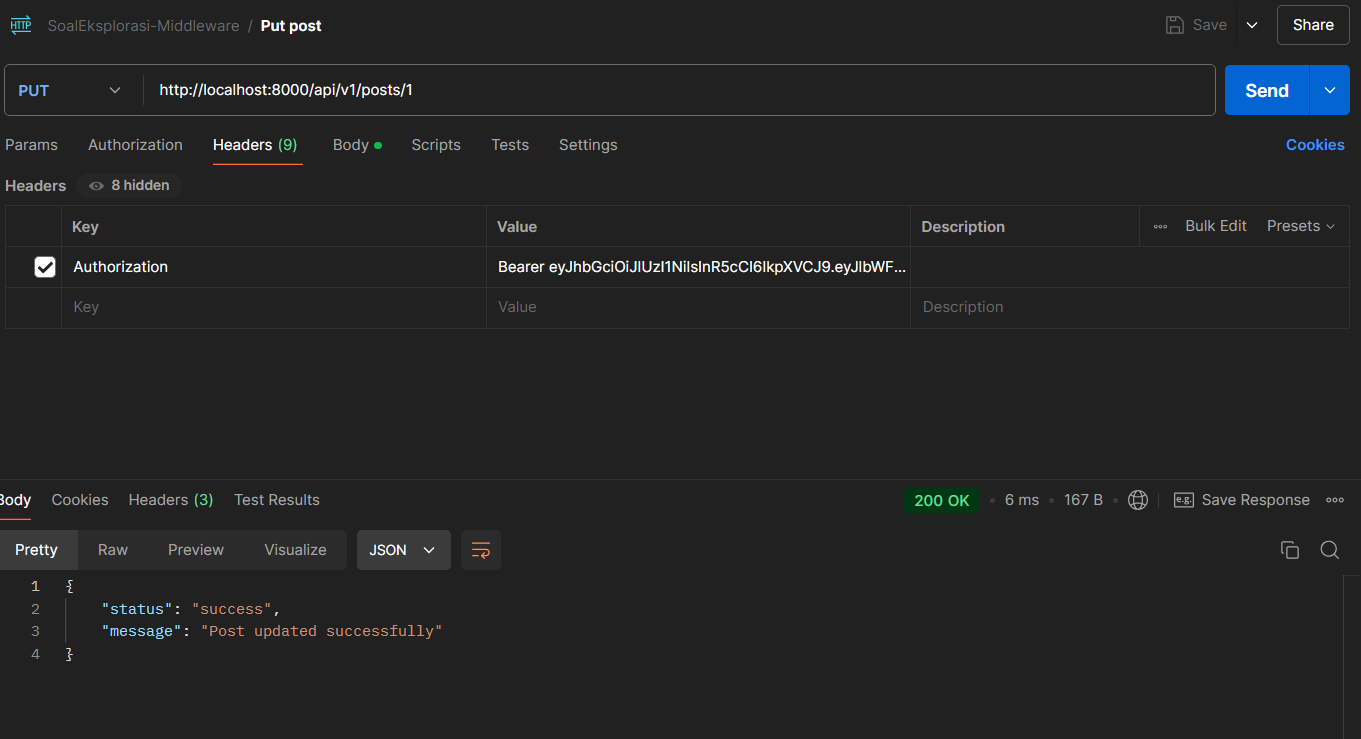 HTTP SoalEksplorasi-Middleware / Put post Save Share
PUT http://localhost:8000/api/v1/posts/1 Send
Params Authorization Headers (9) Body Scripts Tests Settings Cookies
Headers 8 hidden
Key Value Description Bulk Edit Presets
Authorization Bearer eyJhbGciOiJIUzI1NiIsInR5cCI6IkpXVCJ9.eyJlbWF...
Key Value Description
Body Cookies Headers (3) Test Results 200 OK 6 ms 167 B e.g. Save Response
Pretty Raw Preview Visualize JSON
1 {
2 "status": "success",
3 "message": "Post updated successfully"
4 }